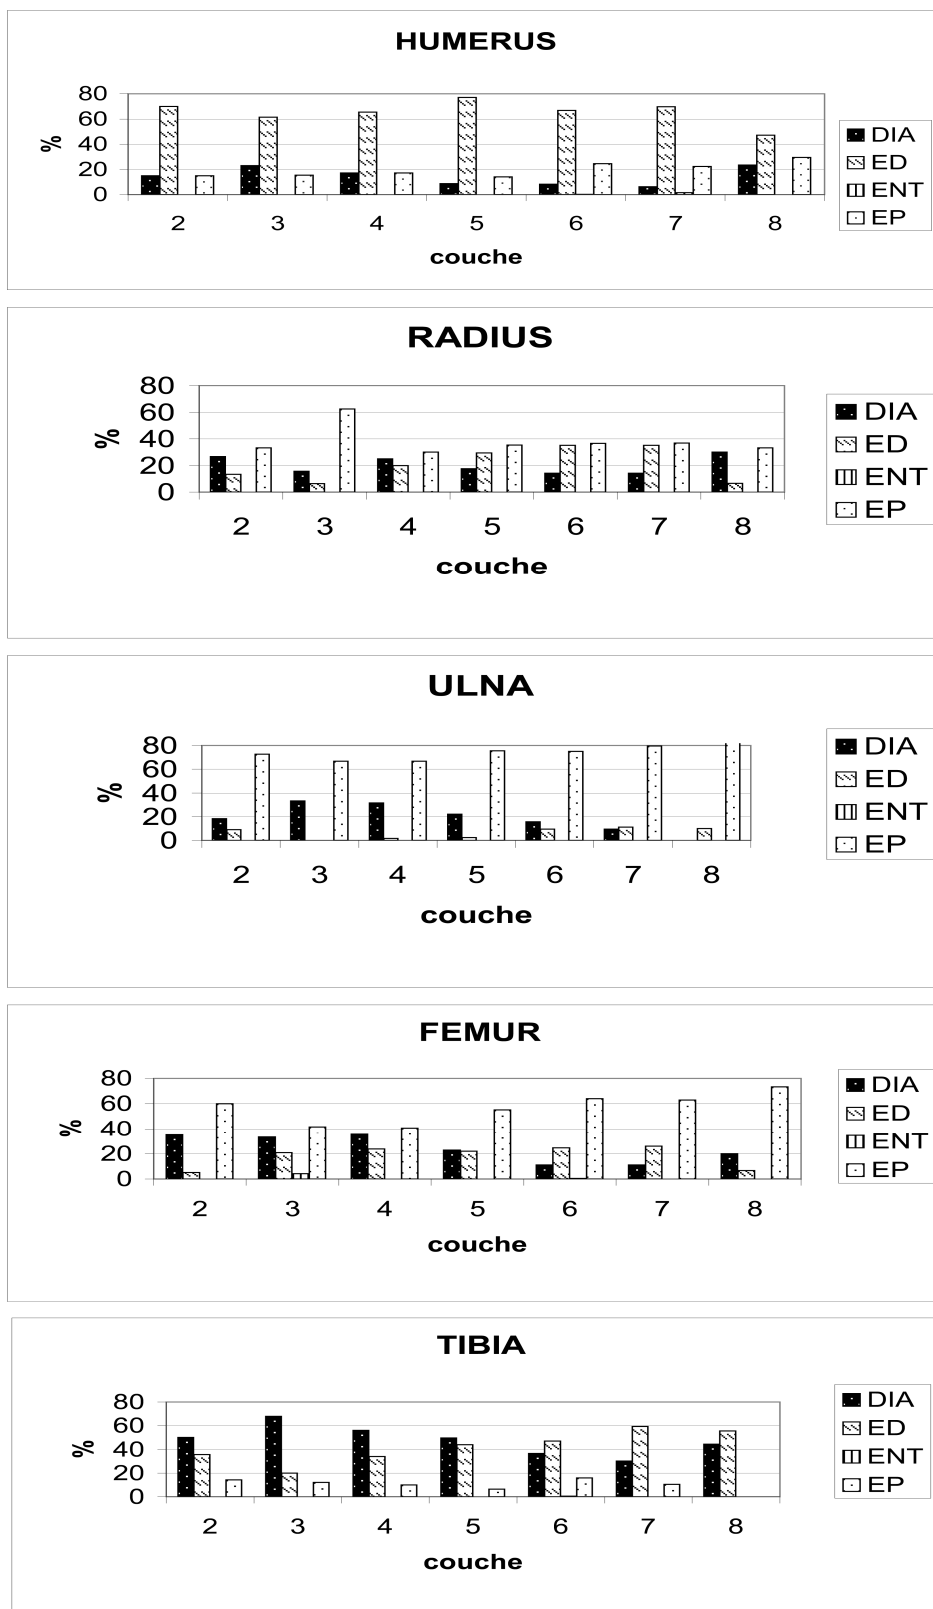 HUMERUS
80
60
40
20
0
%
2 3 4 5 6 7 8
couche
DIA
ED
ENT
EP
RADIUS
80
60
40
20
0
%
2 3 4 5 6 7 8
couche
DIA
ED
ENT
EP
ULNA
80
60
40
20
0
%
2 3 4 5 6 7 8
couche
DIA
ED
ENT
EP
FEMUR
80
60
40
20
0
%
2 3 4 5 6 7 8
couche
DIA
ED
ENT
EP
TIBIA
80
60
40
20
0
%
2 3 4 5 6 7 8
couche
DIA
ED
ENT
EP